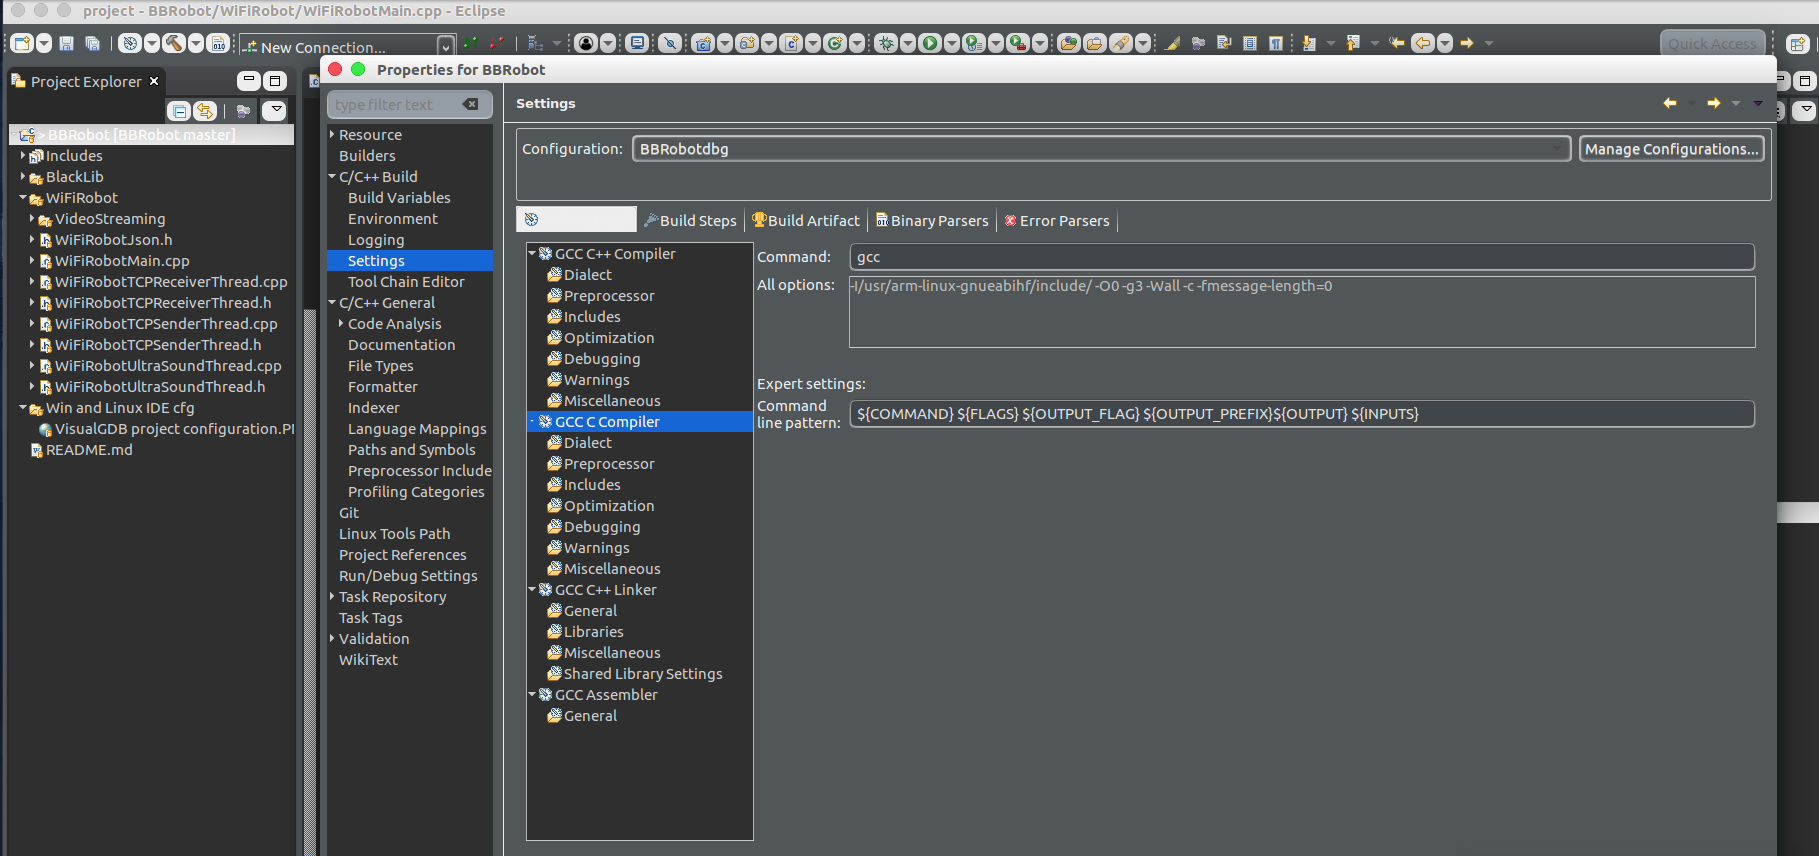 project - BBRobot/WiFiRobot/WiFiRobotMain.cpp - Eclipse
New Connection...
Quick Access
Project Explorer
> BBRobot [BBRobot master]
Includes
BlackLib
WiFiRobot
VideoStreaming
WiFiRobotJson.h
WiFiRobotMain.cpp
WiFiRobotTCPReceiverThread.cpp
WiFiRobotTCPReceiverThread.h
WiFiRobotTCPSenderThread.cpp
WiFiRobotTCPSenderThread.h
WiFiRobotUltraSoundThread.cpp
WiFiRobotUltraSoundThread.h
Win and Linux IDE cfg
VisualGDB project configuration.PI
README.md
Properties for BBRobot
type filter text
Resource
Builders
C/C++ Build
Build Variables
Environment
Logging
Settings
Tool Chain Editor
C/C++ General
Code Analysis
Documentation
File Types
Formatter
Indexer
Language Mappings
Paths and Symbols
Preprocessor Include
Profiling Categories
Git
Linux Tools Path
Project References
Run/Debug Settings
Task Repository
Task Tags
Validation
WikiText
Settings
Configuration: BBRobotdbg Manage Configurations...
Build Steps Build Artifact Binary Parsers Error Parsers
GCC C++ Compiler
Dialect
Preprocessor
Includes
Optimization
Debugging
Warnings
Miscellaneous
GCC C Compiler
Dialect
Preprocessor
Includes
Optimization
Debugging
Warnings
Miscellaneous
GCC C++ Linker
General
Libraries
Miscellaneous
Shared Library Settings
GCC Assembler
General
Command: gcc
All options: -I/usr/arm-linux-gnueabihf/include/ -O0 -g3 -Wall -c -fmessage-length=0
Expert settings:
Command
line pattern: ${COMMAND} ${FLAGS} ${OUTPUT_FLAG} ${OUTPUT_PREFIX}${OUTPUT} ${INPUTS}